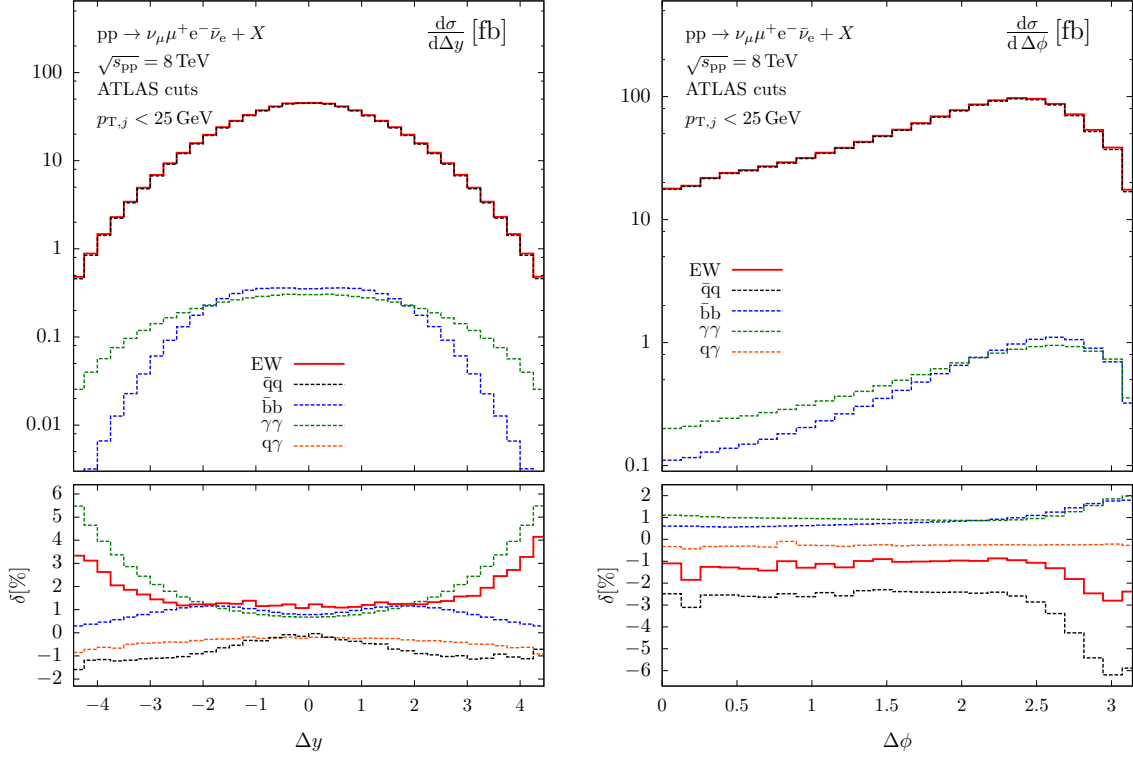 pp → ν_μ μ⁺ e⁻ ν̄_e + X
dσ/dΔy [fb]
√s_pp = 8 TeV
ATLAS cuts
p_T,j < 25 GeV
100
10
1
0.1
0.01
EW
q̄q
b̄b
γγ
qγ
δ[%]
6
5
4
3
2
1
0
−1
−2
−4 −3 −2 −1 0 1 2 3 4
Δy
pp → ν_μ μ⁺ e⁻ ν̄_e + X
dσ/dΔϕ [fb]
√s_pp = 8 TeV
ATLAS cuts
p_T,j < 25 GeV
100
10
1
0.1
EW
q̄q
b̄b
γγ
qγ
δ[%]
2
1
0
−1
−2
−3
−4
−5
−6
0 0.5 1 1.5 2 2.5 3
Δϕ